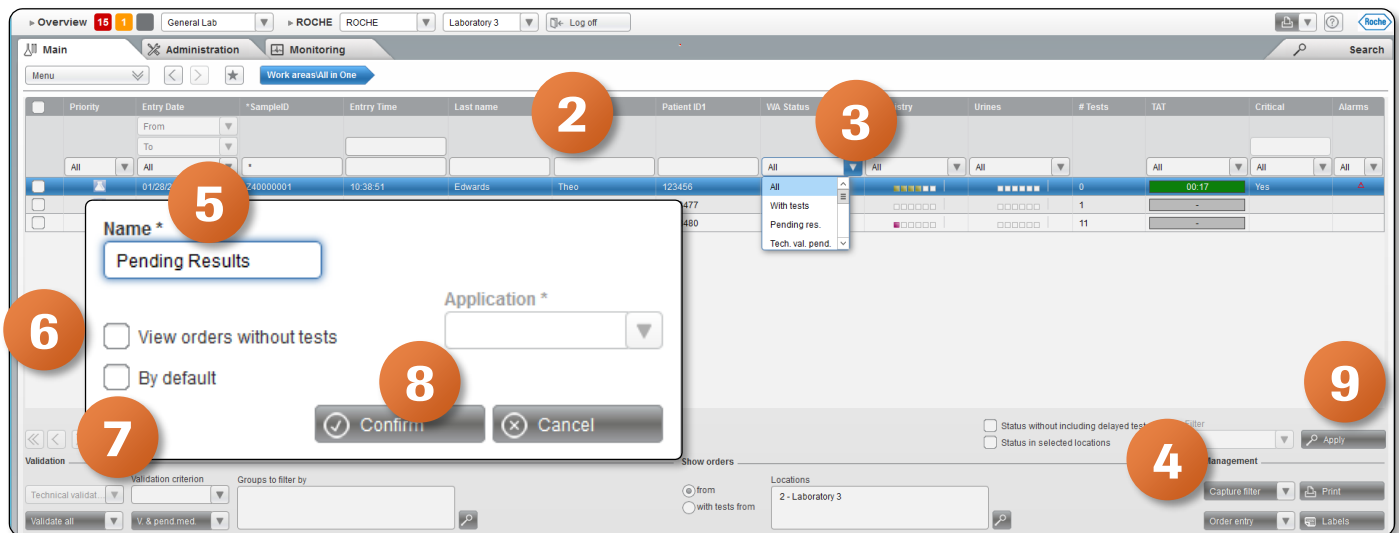 Overview 15 1 General Lab ROCHE ROCHE Laboratory 3 Log off ? Roche
Main Administration Monitoring Search
Menu Work areas\All in One
Priority Entry Date *SampleID Entrry Time Last name 2 Patient ID1 WA Status 3 stry Urines # Tests TAT Critical Alarms
From
To
All All * All All All All All All
01/28/2 Z40000001 10:38:51 Edwards Theo 123456 All 0 00:17 Yes
477 With tests 1 -
480 Pending res. 11 -
Tech. val. pend.
5
Name *
Pending Results
Application *
6
View orders without tests
By default
8
Confirm Cancel
9
7
Status without including delayed test Filter
Status in selected locations
Apply
4
Validation Show orders Management
Validation criterion Groups to filter by Locations
Technical validat... from 2 - Laboratory 3 Capture filter Print
with tests from
Validate all V. & pend.med. Order entry Labels